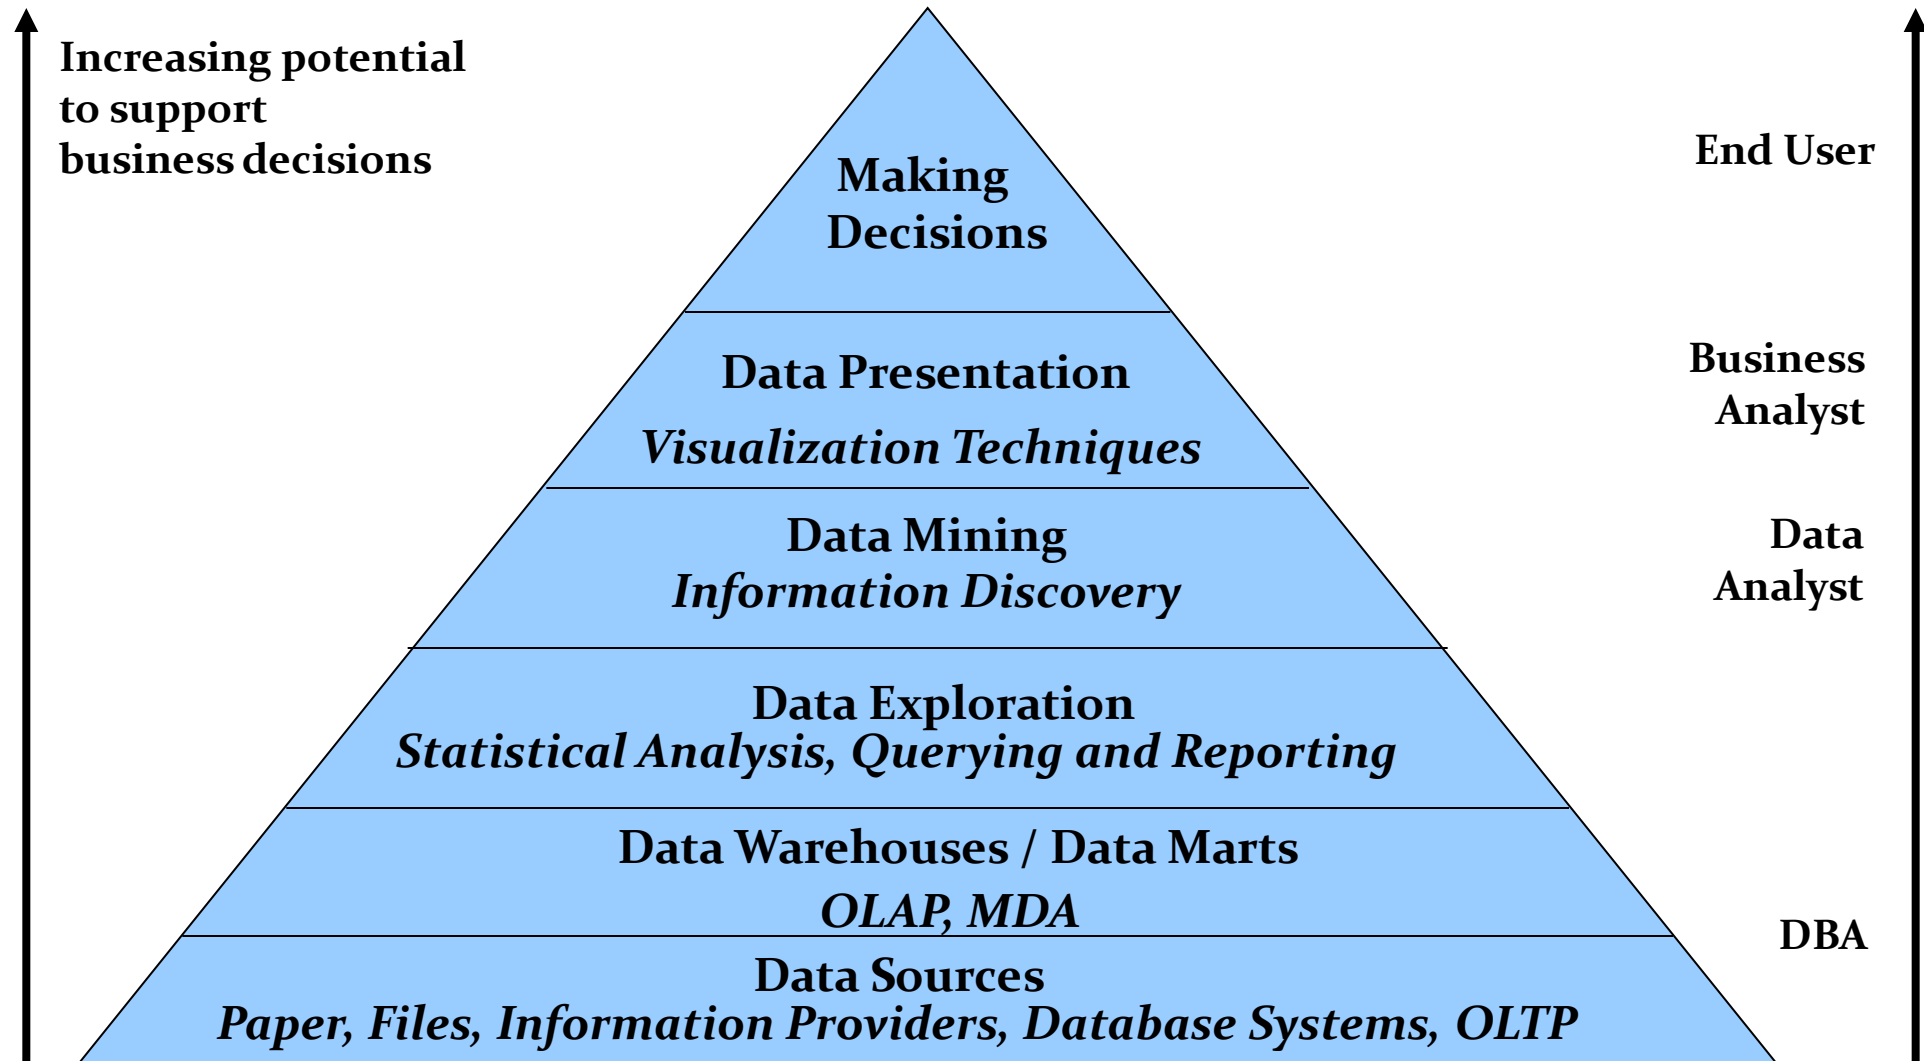 Increasing potential
to support
business decisions
Making
Decisions
End User
Data Presentation
Visualization Techniques
Business
Analyst
Data Mining
Information Discovery
Data
Analyst
Data Exploration
Statistical Analysis, Querying and Reporting
Data Warehouses / Data Marts
OLAP, MDA
DBA
Data Sources
Paper, Files, Information Providers, Database Systems, OLTP